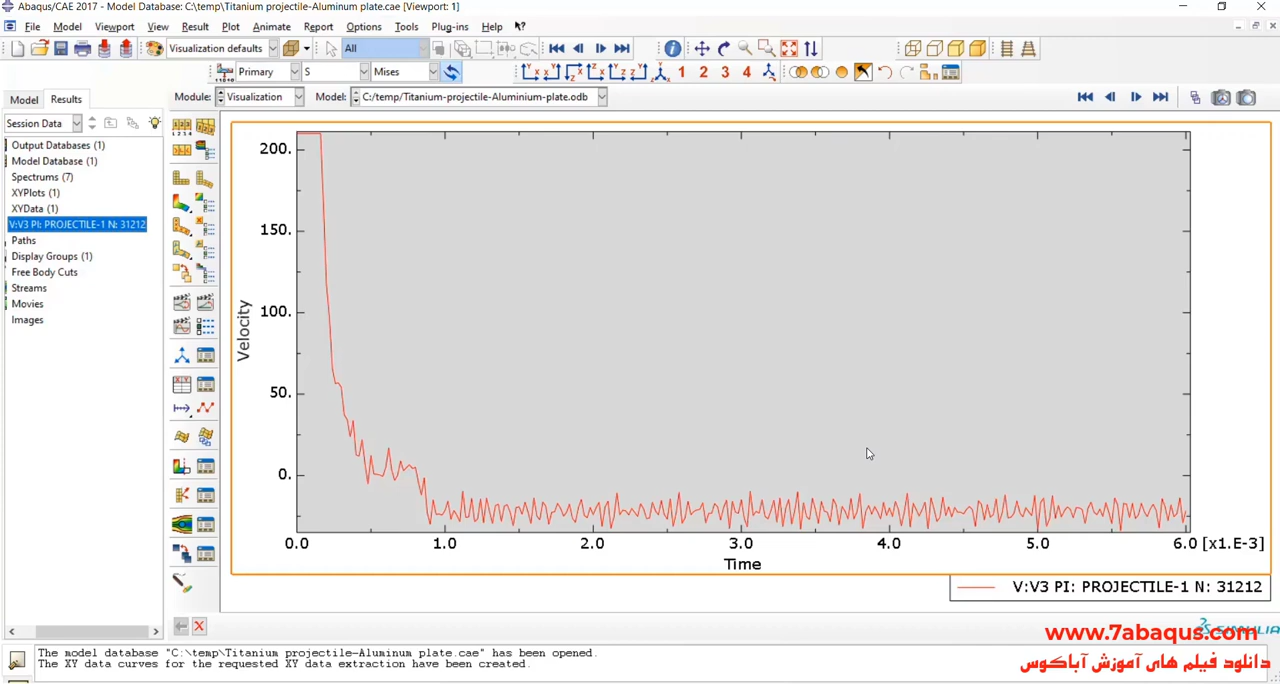 Abaqus/CAE 2017 - Model Database: C:\temp\Titanium projectile-Aluminum plate.cae [Viewport: 1]
File Model Viewport View Result Plot Animate Report Options Tools Plug-ins Help
Visualization defaults All
Primary S Mises 1 2 3 4
Model Results Module: Visualization Model: C:/temp/Titanium-projectile-Aluminium-plate.odb
Session Data
Output Databases (1)
Model Database (1)
Spectrums (7)
XYPlots (1)
XYData (1)
V:V3 PI: PROJECTILE-1 N: 31212
Paths
Display Groups (1)
Free Body Cuts
Streams
Movies
Images
200.
150.
100.
50.
0.
Velocity
0.0 1.0 2.0 3.0 4.0 5.0 6.0 [x1.E-3]
Time
V:V3 PI: PROJECTILE-1 N: 31212
SIMULIA
www.7abaqus.com
دانلود فیلم های آموزش آباکوس
The model database "C:\temp\Titanium projectile-Aluminum plate.cae" has been opened.
The XY data curves for the requested XY data extraction have been created.